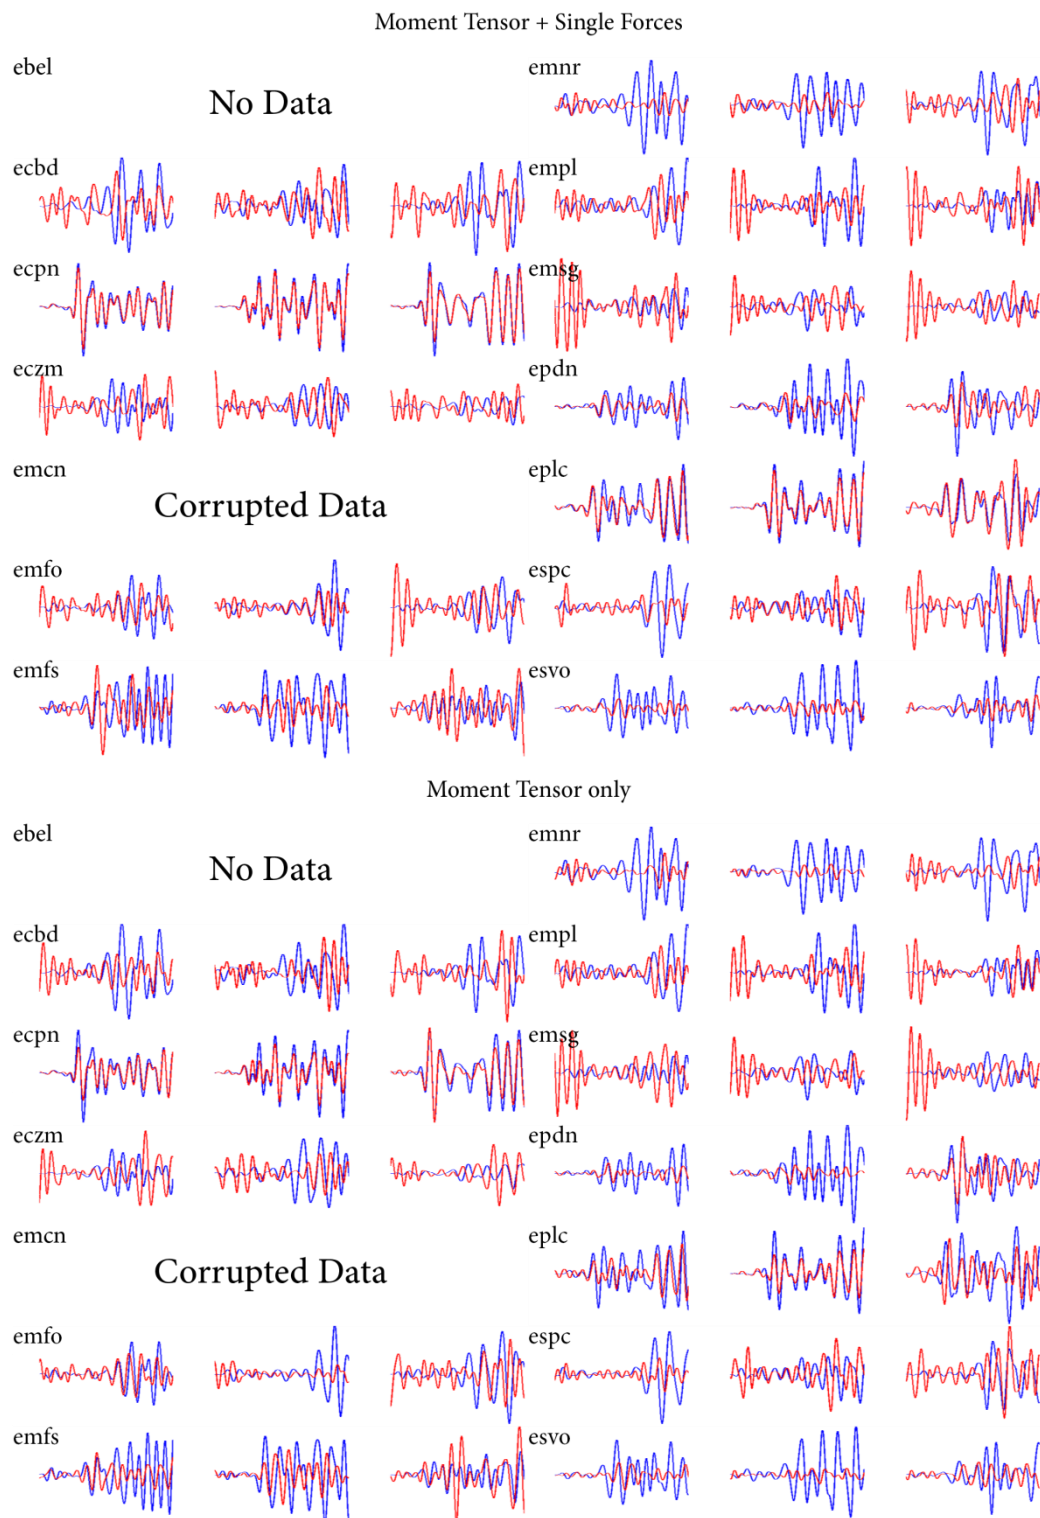 Moment Tensor + Single Forces
ebel
No Data
emnr
ecbd
empl
ecpn
emsg
eczm
epdn
emcn
Corrupted Data
eplc
emfo
espc
emfs
esvo
Moment Tensor only
ebel
No Data
emnr
ecbd
empl
ecpn
emsg
eczm
epdn
emcn
Corrupted Data
eplc
emfo
espc
emfs
esvo